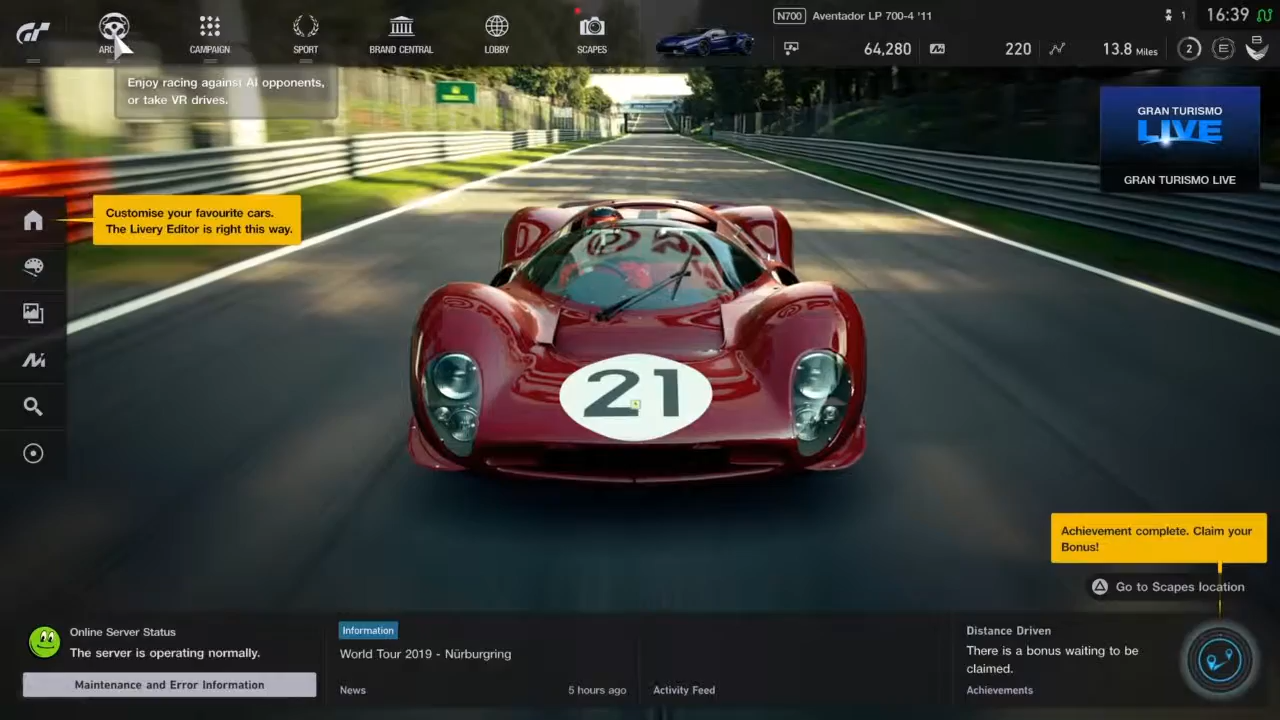 ARC
CAMPAIGN
SPORT
BRAND CENTRAL
LOBBY
SCAPES
N700 Aventador LP 700-4 '11
1 16:39
64,280 220 13.8 Miles 2 E
Enjoy racing against AI opponents,
or take VR drives.
GRAN TURISMO
LIVE
GRAN TURISMO LIVE
Customise your favourite cars.
The Livery Editor is right this way.
21
Achievement complete. Claim your
Bonus!
Go to Scapes location
Online Server Status
The server is operating normally.
Maintenance and Error Information
Information
World Tour 2019 - Nürburgring
News 5 hours ago
Activity Feed
Distance Driven
There is a bonus waiting to be
claimed.
Achievements